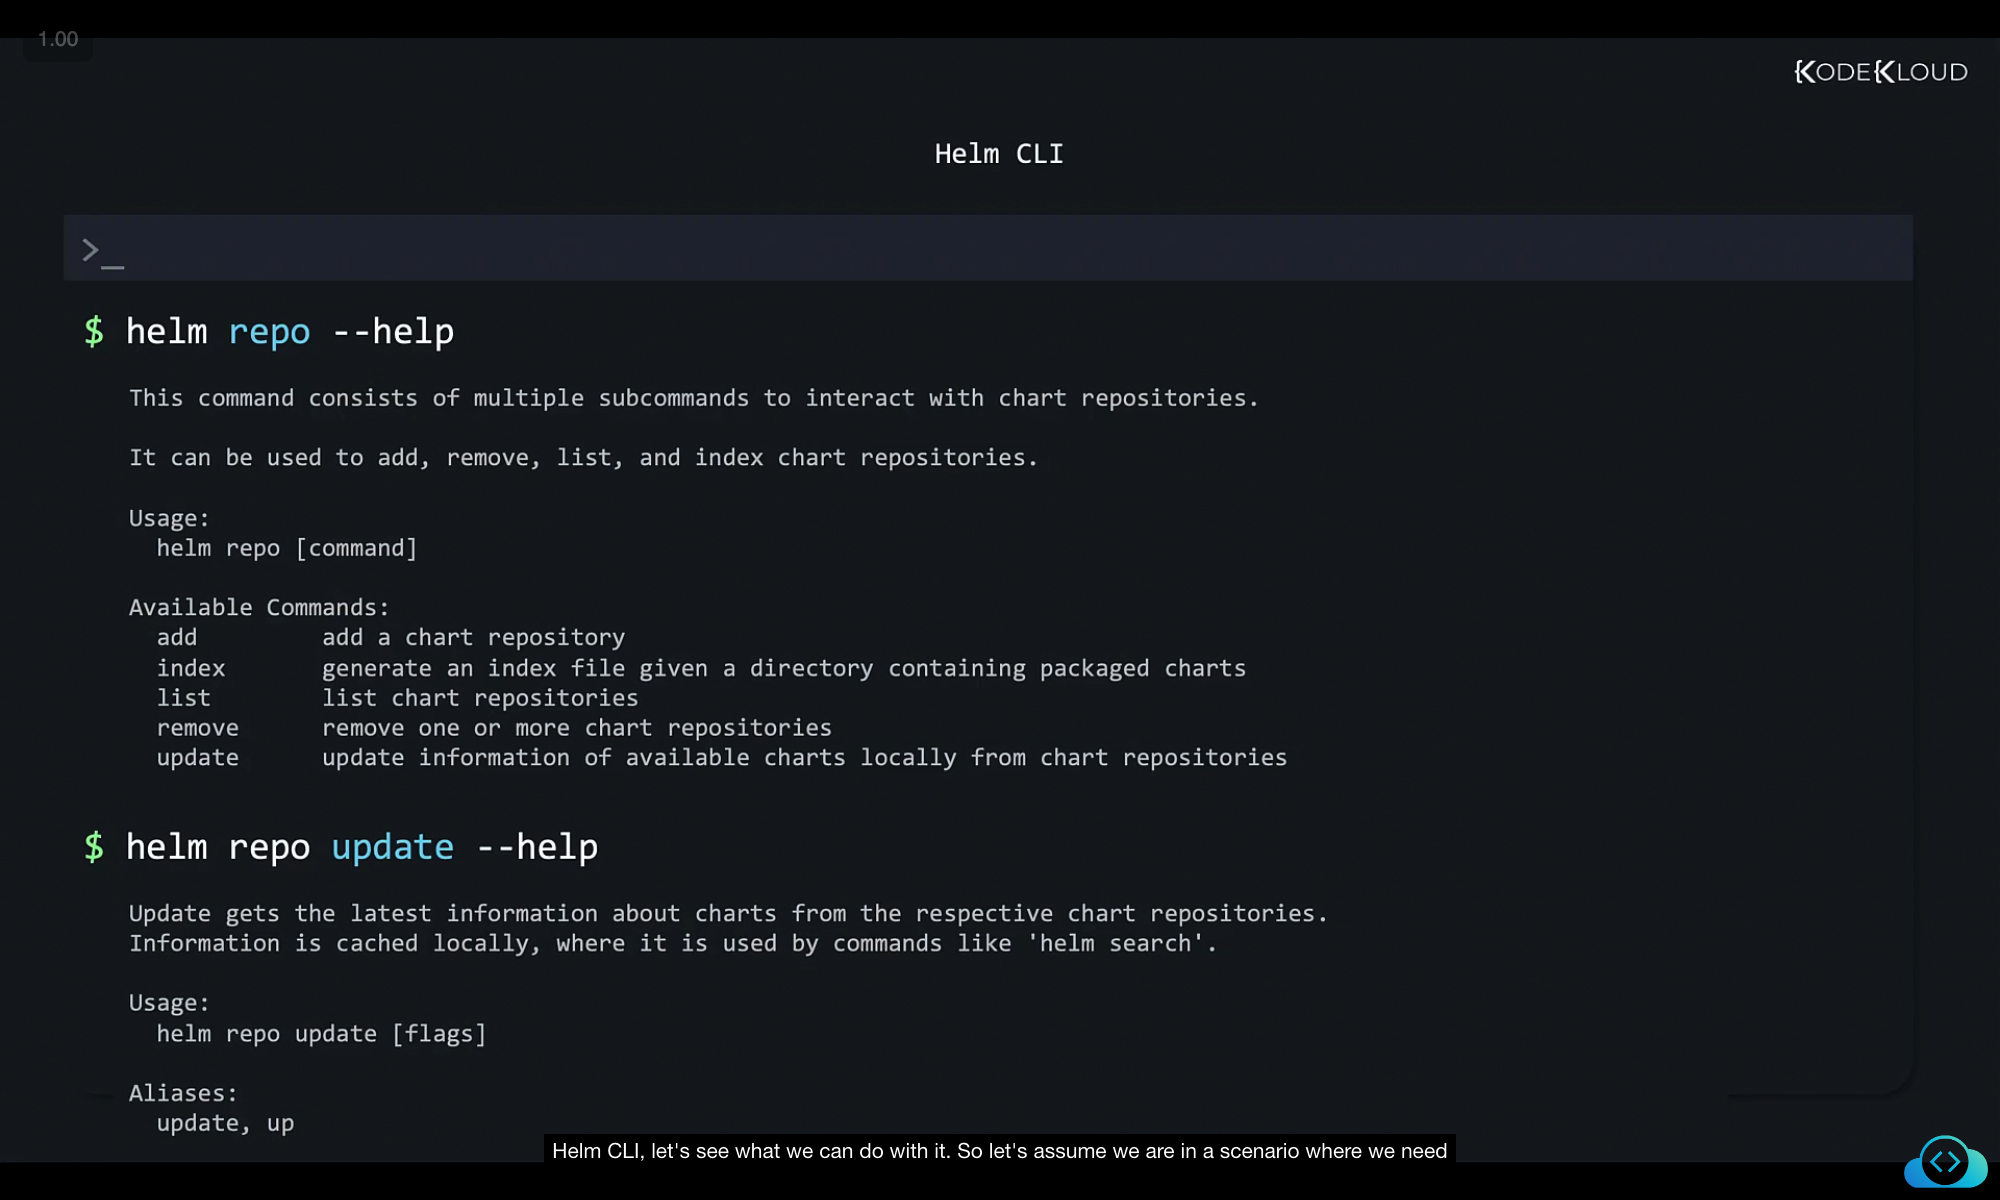 1.00
KODEKLOUD
Helm CLI
>_
$ helm repo --help
This command consists of multiple subcommands to interact with chart repositories.
It can be used to add, remove, list, and index chart repositories.
Usage:
helm repo [command]
Available Commands:
add add a chart repository
index generate an index file given a directory containing packaged charts
list list chart repositories
remove remove one or more chart repositories
update update information of available charts locally from chart repositories
$ helm repo update --help
Update gets the latest information about charts from the respective chart repositories.
Information is cached locally, where it is used by commands like 'helm search'.
Usage:
helm repo update [flags]
Aliases:
update, up
Helm CLI, let's see what we can do with it. So let's assume we are in a scenario where we need